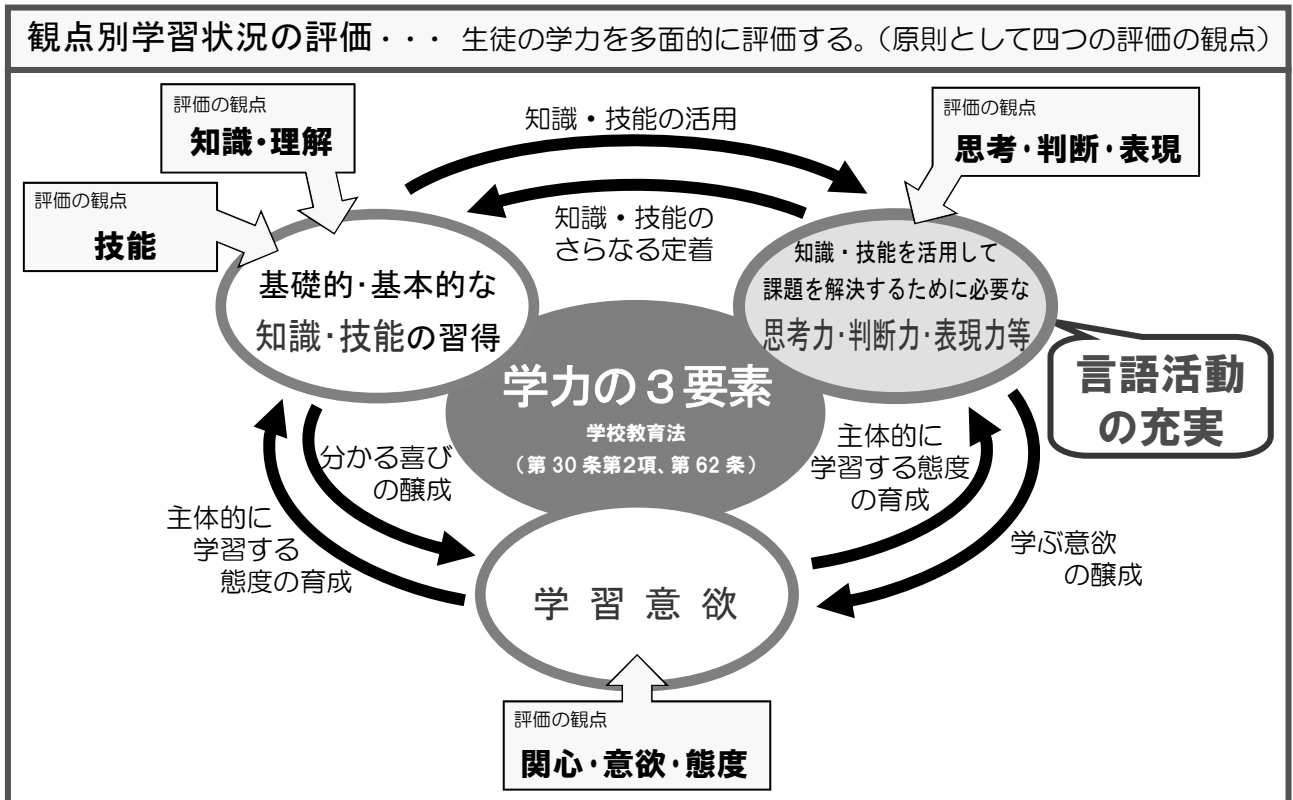 観点別学習状況の評価・・・ 生徒の学力を多面的に評価する。(原則として四つの評価の観点)
評価の観点
知識・理解
評価の観点
技能
知識・技能の活用
知識・技能の
さらなる定着
評価の観点
思考・判断・表現
基礎的・基本的な
知識・技能の習得
知識・技能を活用して
課題を解決するために必要な
思考力・判断力・表現力等
言語活動
の充実
学力の3要素
学校教育法
(第30条第2項、第62条)
分かる喜び
の醸成
主体的に
学習する
態度の育成
主体的に
学習する態度
の育成
学ぶ意欲
の醸成
学習意欲
評価の観点
関心・意欲・態度